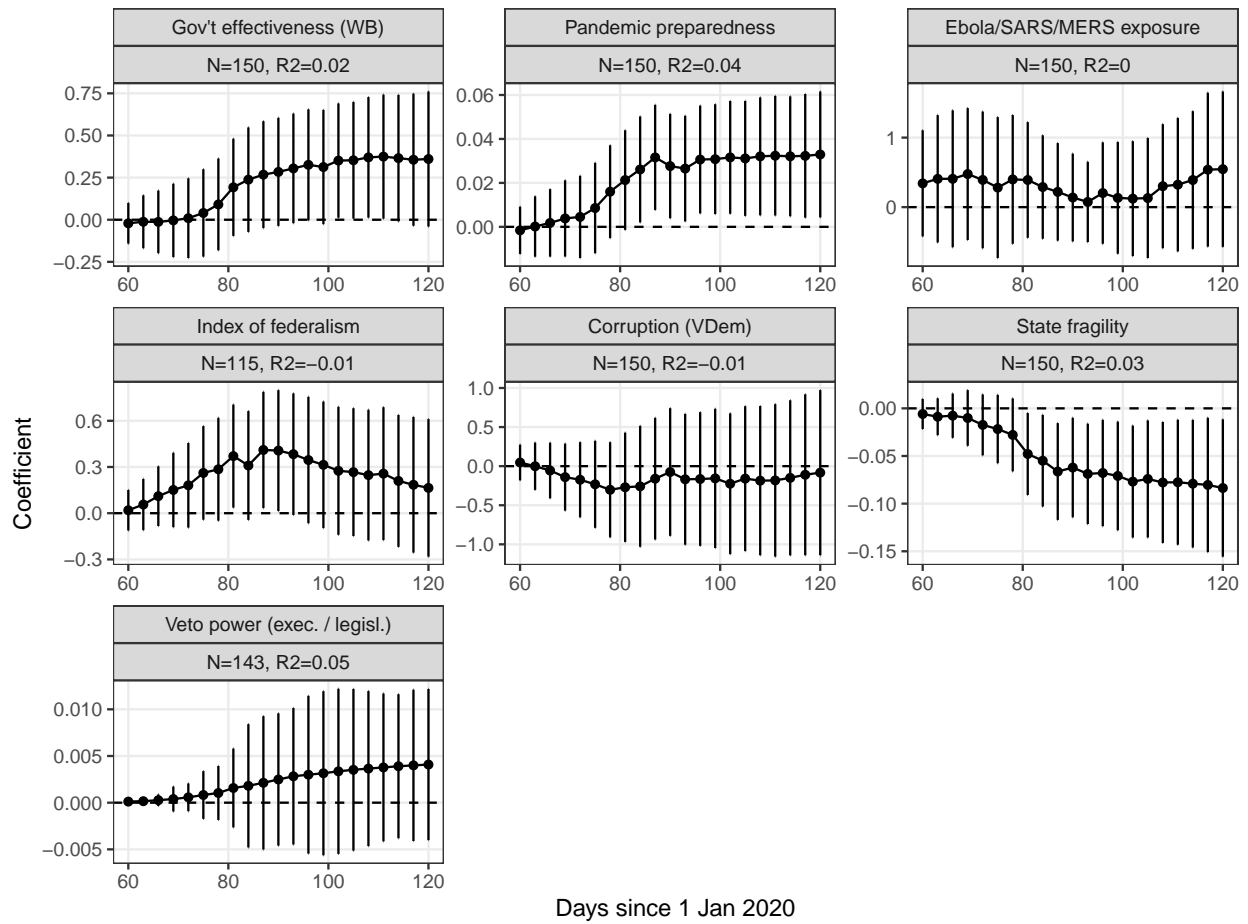 Gov't effectiveness (WB)
N=150, R2=0.02
0.75
0.50
0.25
0.00
−0.25
60 80 100 120
Pandemic preparedness
N=150, R2=0.04
0.06
0.04
0.02
0.00
60 80 100 120
Ebola/SARS/MERS exposure
N=150, R2=0
1
0
60 80 100 120
Index of federalism
N=115, R2=−0.01
0.6
0.3
0.0
−0.3
60 80 100 120
Corruption (VDem)
N=150, R2=−0.01
1.0
0.5
0.0
−0.5
−1.0
60 80 100 120
State fragility
N=150, R2=0.03
0.00
−0.05
−0.10
−0.15
60 80 100 120
Veto power (exec. / legisl.)
N=143, R2=0.05
0.010
0.005
0.000
−0.005
60 80 100 120
Coefficient
Days since 1 Jan 2020